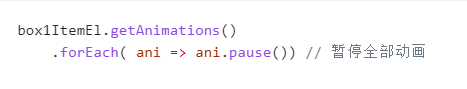 box1ItemEl.getAnimations()
    .forEach( ani => ani.pause()) // 暂停全部动画